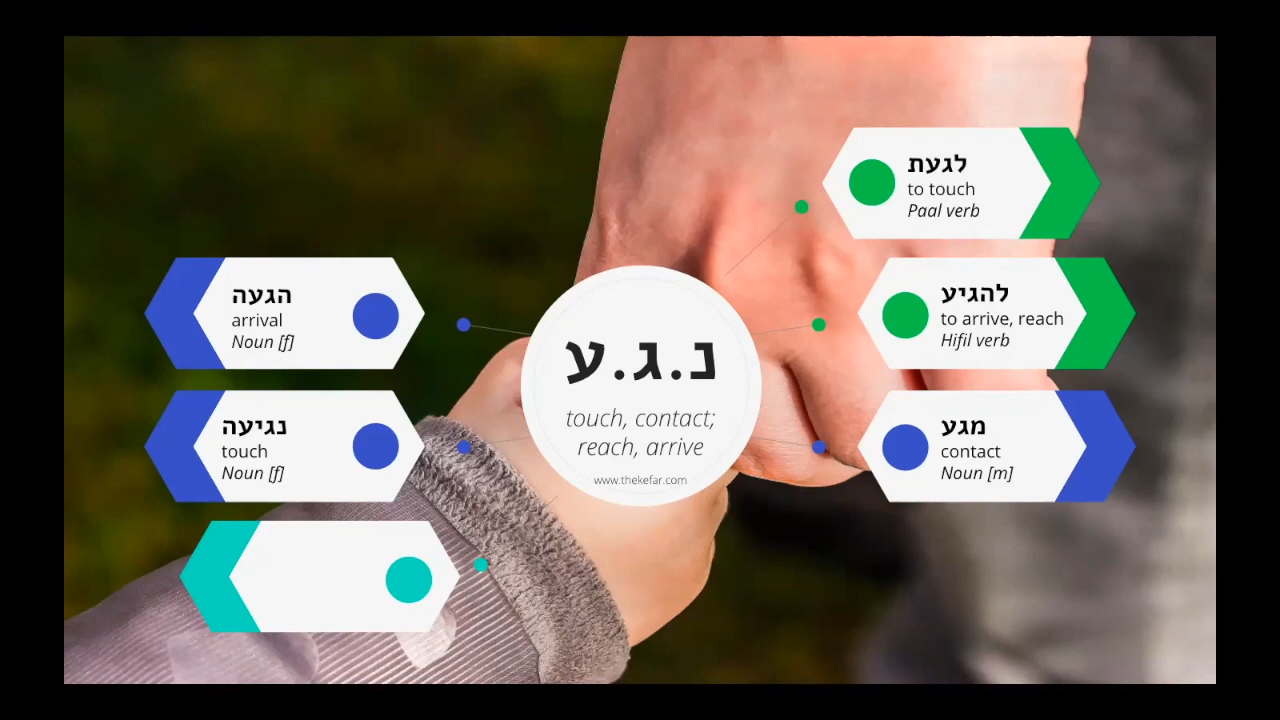 לגעת
to touch
Paal verb
להגיע
to arrive, reach
Hifil verb
מגע
contact
Noun [m]
הגעה
arrival
Noun [f]
נגיעה
touch
Noun [f]
נ.ג.ע
touch, contact;
reach, arrive
www.thekefar.com